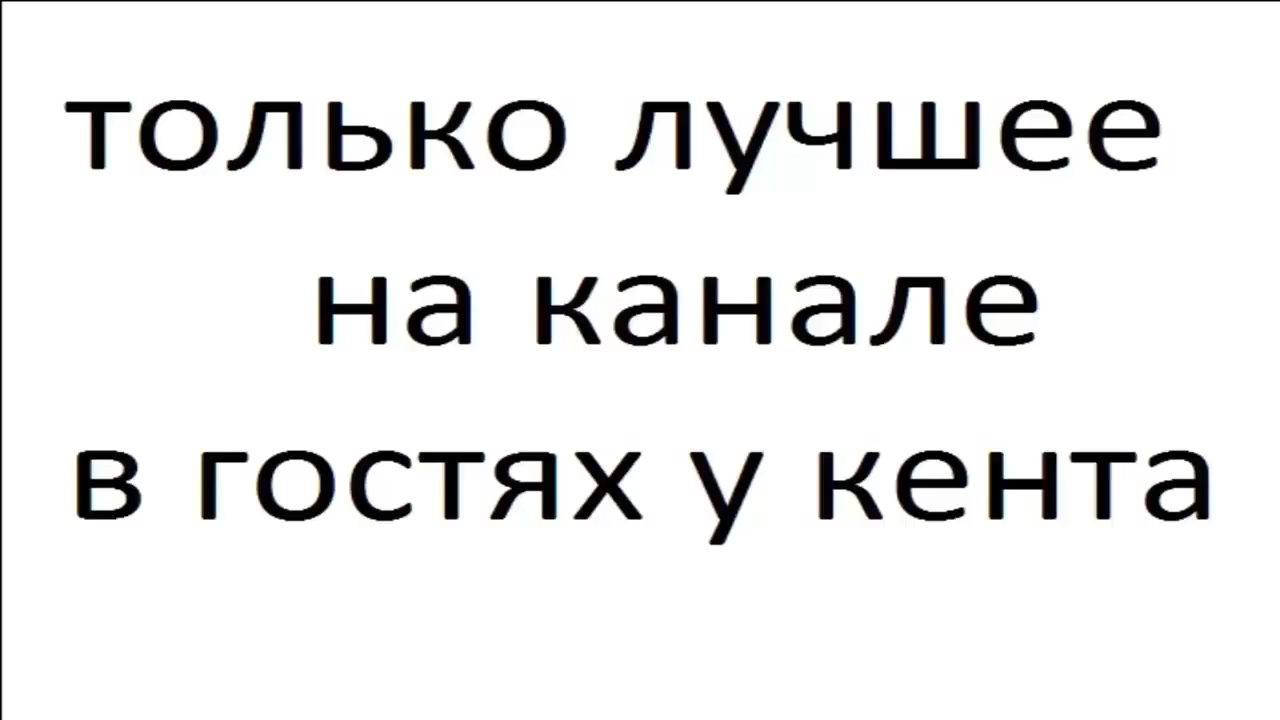 только лучшее
на канале
в гостях у кента